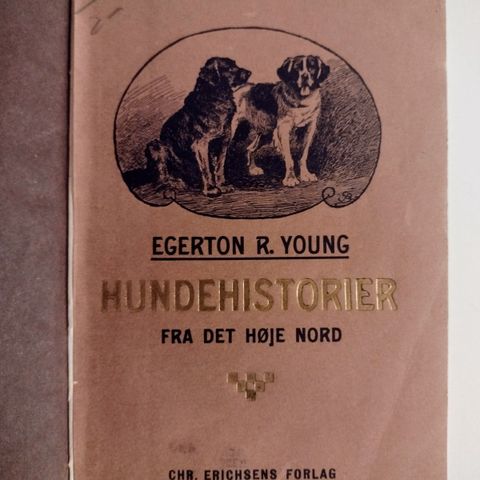 EGERTON R. YOUNG
HUNDEHISTORIER
FRA DET HØJE NORD
CHR. ERICHSENS FORLAG